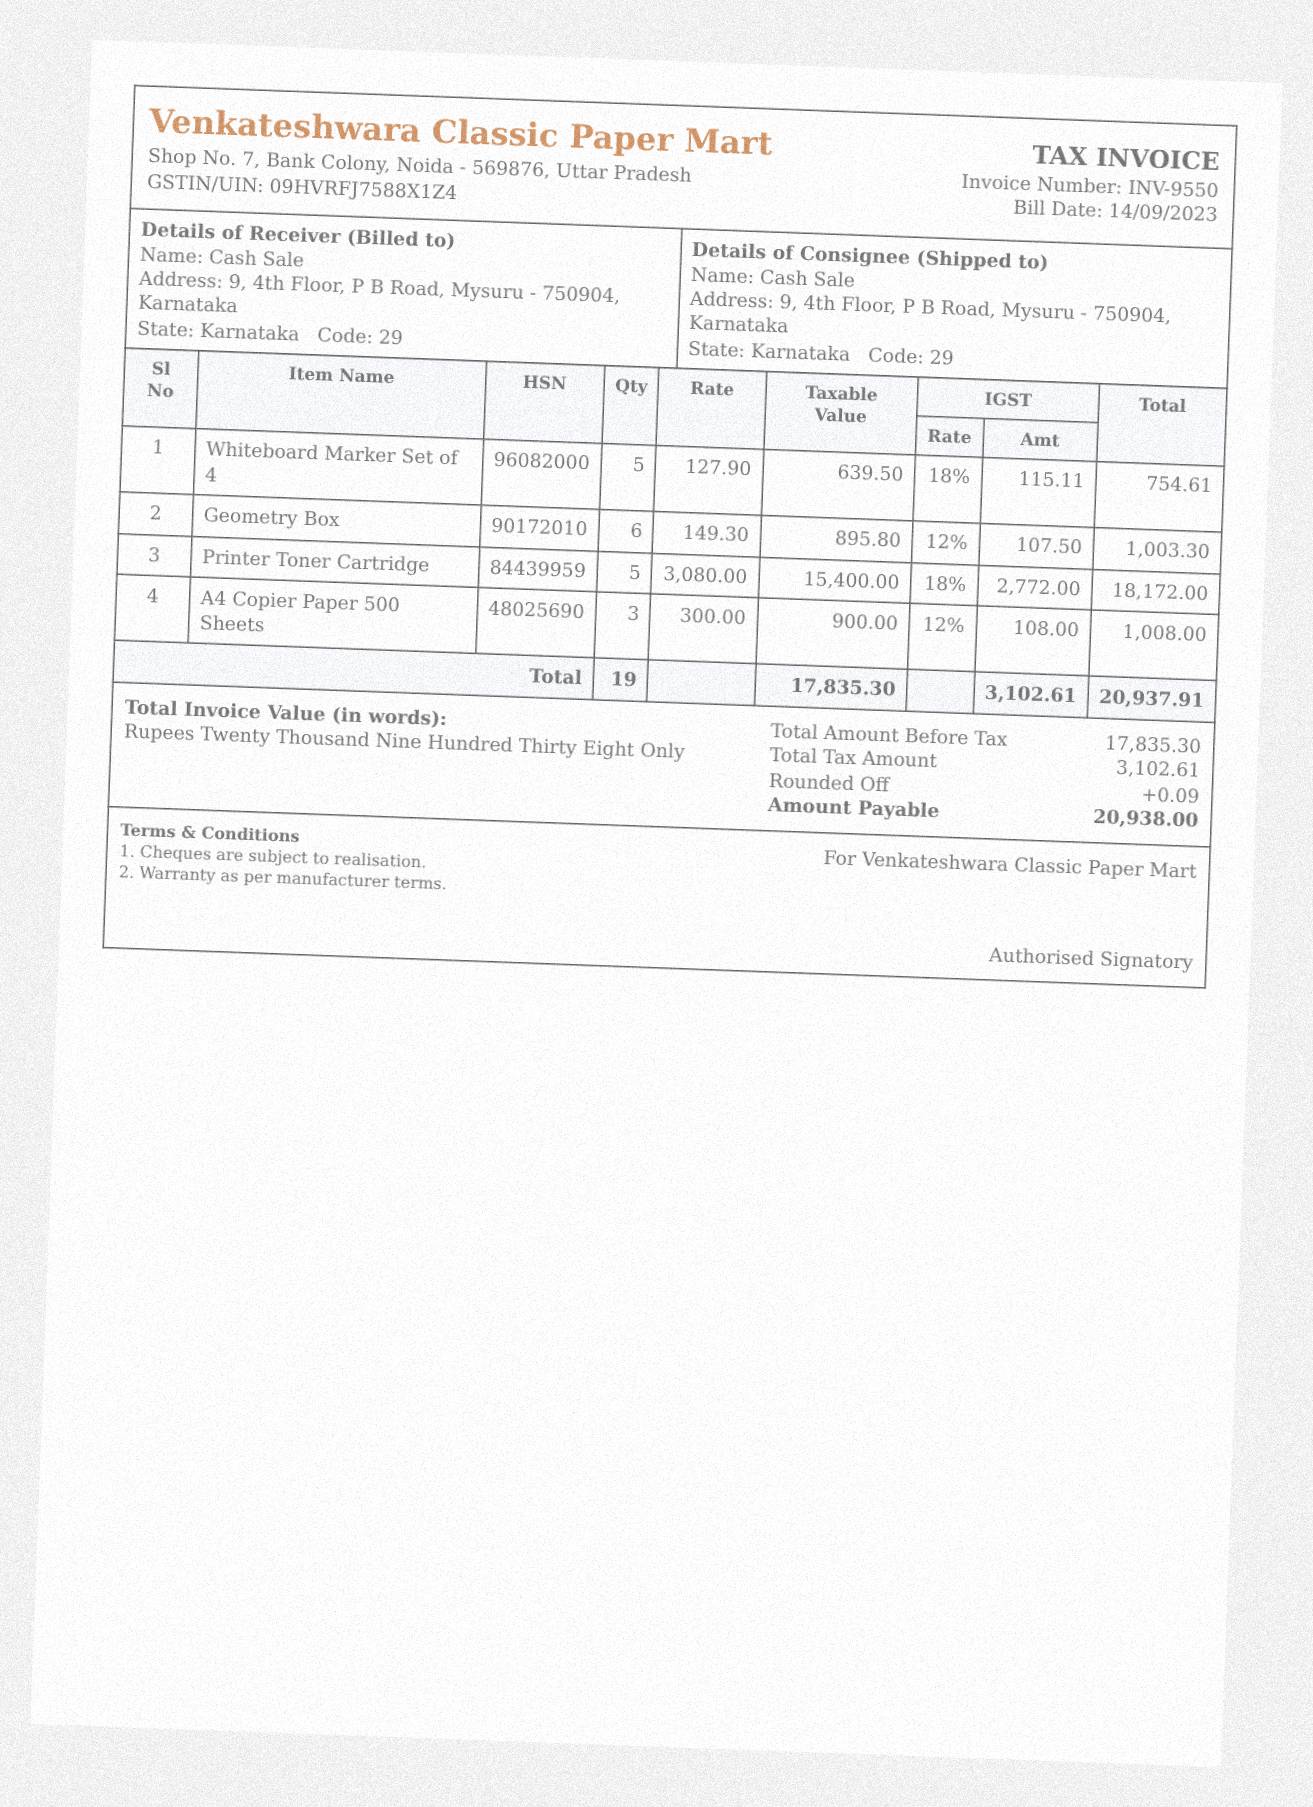 Venkateshwara Classic Paper Mart
Shop No. 7, Bank Colony, Noida - 569876, Uttar Pradesh
GSTIN/UIN: 09HVRFJ7588X1Z4
TAX INVOICE
Invoice Number: INV-9550
Bill Date: 14/09/2023
Details of Receiver (Billed to)
Name: Cash Sale
Address: 9, 4th Floor, P B Road, Mysuru - 750904,
Karnataka
State: Karnataka Code: 29
Details of Consignee (Shipped to)
Name: Cash Sale
Address: 9, 4th Floor, P B Road, Mysuru - 750904,
Karnataka
State: Karnataka Code: 29
Sl No Item Name HSN Qty Rate Taxable Value IGST Total
Rate Amt
1 Whiteboard Marker Set of 4 96082000 5 127.90 639.50 18% 115.11 754.61
2 Geometry Box 90172010 6 149.30 895.80 12% 107.50 1,003.30
3 Printer Toner Cartridge 84439959 5 3,080.00 15,400.00 18% 2,772.00 18,172.00
4 A4 Copier Paper 500 Sheets 48025690 3 300.00 900.00 12% 108.00 1,008.00
Total 19 17,835.30 3,102.61 20,937.91
Total Invoice Value (in words):
Rupees Twenty Thousand Nine Hundred Thirty Eight Only
Total Amount Before Tax 17,835.30
Total Tax Amount 3,102.61
Rounded Off +0.09
Amount Payable 20,938.00
Terms & Conditions
1. Cheques are subject to realisation.
2. Warranty as per manufacturer terms.
For Venkateshwara Classic Paper Mart
Authorised Signatory